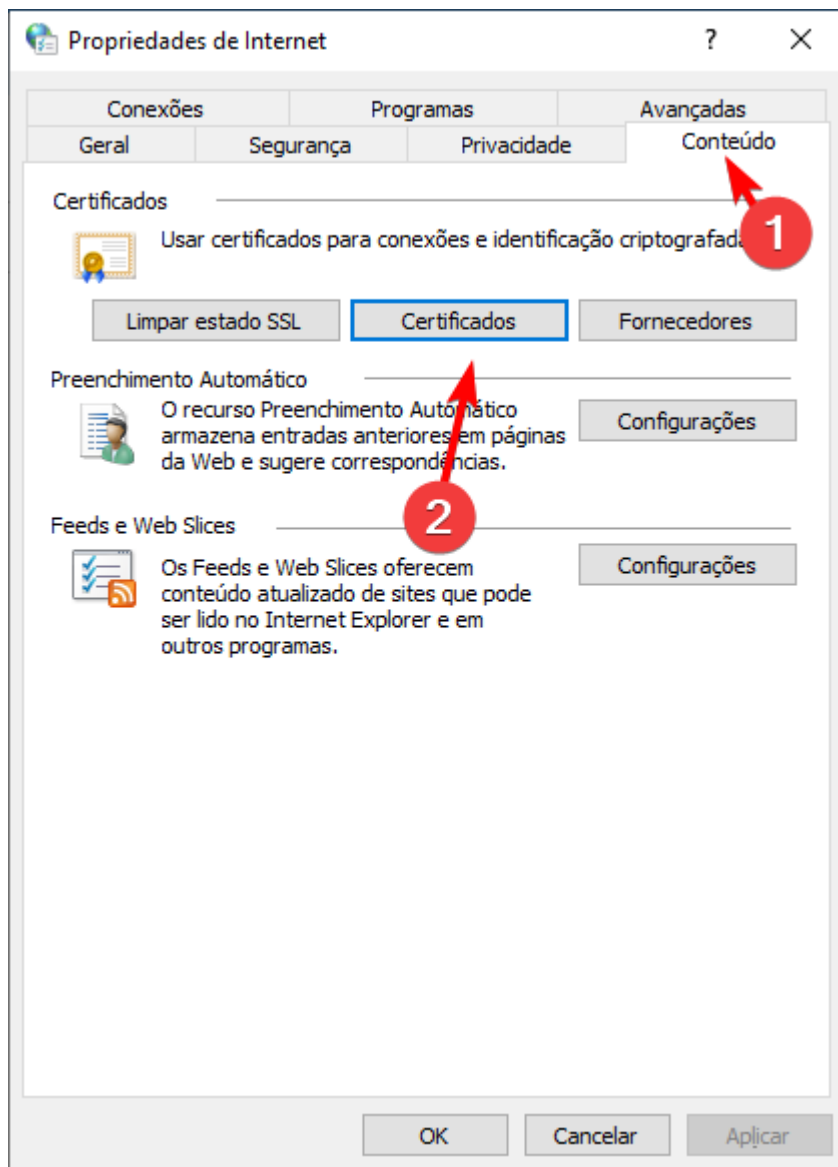 Propriedades de Internet
?
Conexões
Programas
Avançadas
Geral
Segurança
Privacidade
Conteúdo
Certificados
Usar certificados para conexões e identificação
1
Limpar estado SSL
Certificados
Fornecedores
Preenchimento Automático
O recurso Preenchimento Automático
armazena entradas anteriores em páginas
da Web e sugere correspondências.
Configurações
2
Feeds e Web Slices
Os Feeds e Web Slices oferecem
conteúdo atualizado de sites que pode
ser lido no Internet Explorer e em
outros programas.
Configurações
OK
Cancelar
Aplicar